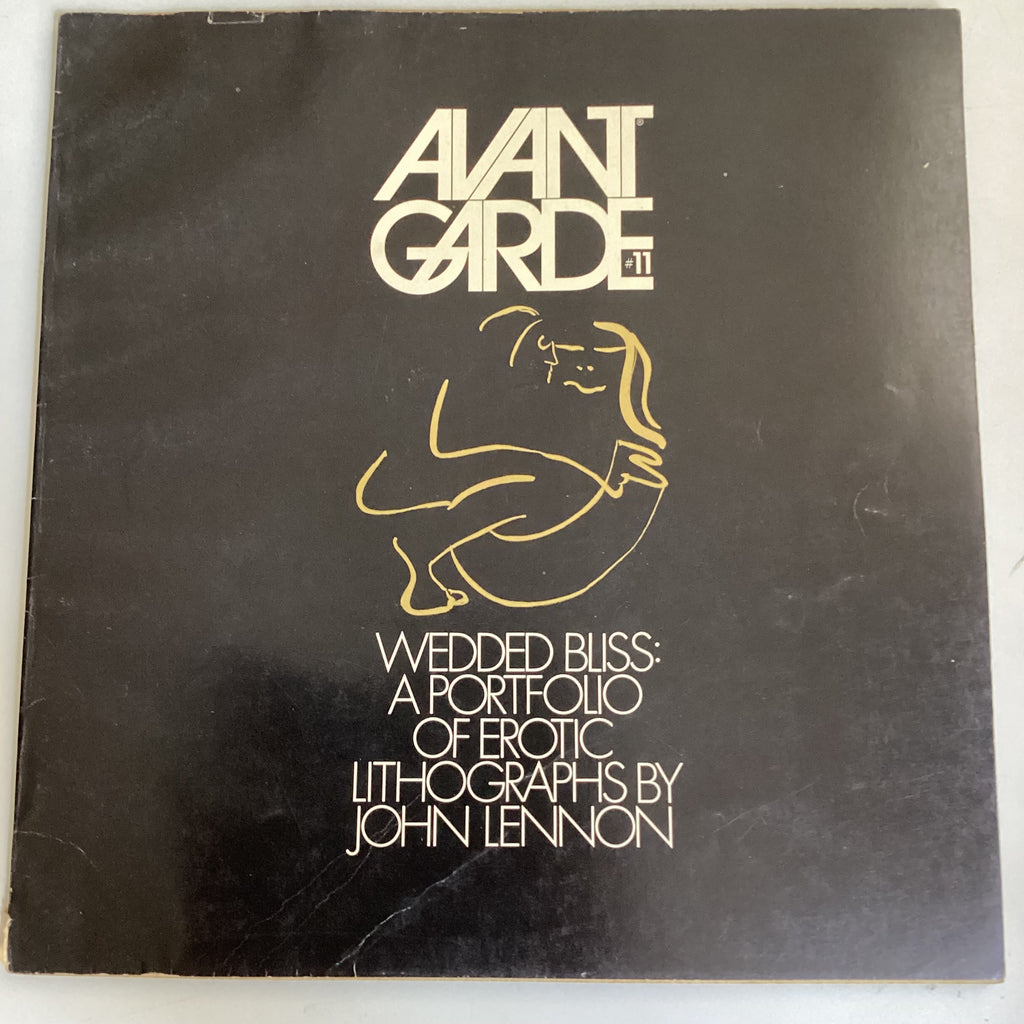 AVANT®
GARDE
#11
WEDDED BLISS:
A PORTFOLIO
OF EROTIC
LITHOGRAPHS BY
JOHN LENNON